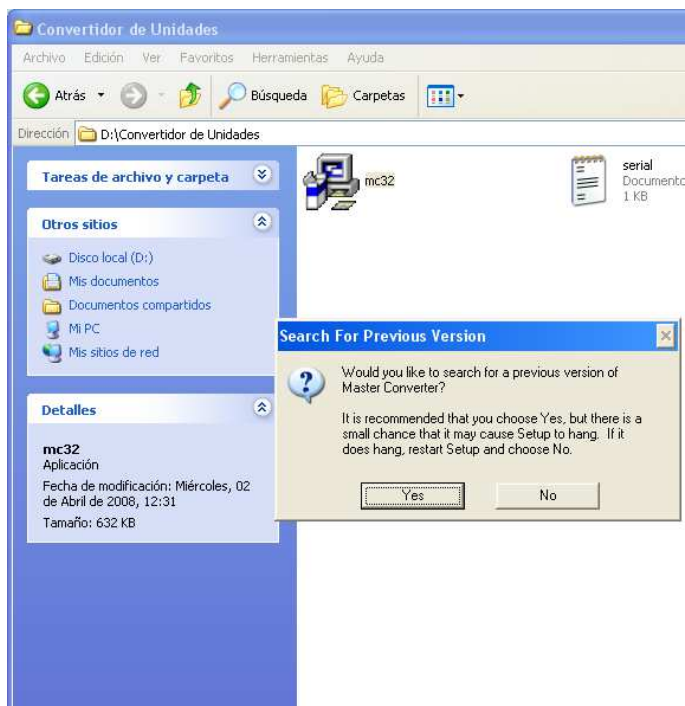 Convertidor de Unidades
Archivo Edición Ver Favoritos Herramientas Ayuda
Atrás Búsqueda Carpetas
Dirección D:\Convertidor de Unidades
Tareas de archivo y carpeta
Otros sitios
Disco local (D:)
Mis documentos
Documentos compartidos
Mi PC
Mis sitios de red
Detalles
mc32
Aplicación
Fecha de modificación: Miércoles, 02
de Abril de 2008, 12:31
Tamaño: 632 KB
mc32
serial
Documento
1 KB
Search For Previous Version
Would you like to search for a previous version of
Master Converter?
It is recommended that you choose Yes, but there is a
small chance that it may cause Setup to hang. If it
does hang, restart Setup and choose No.
Yes No